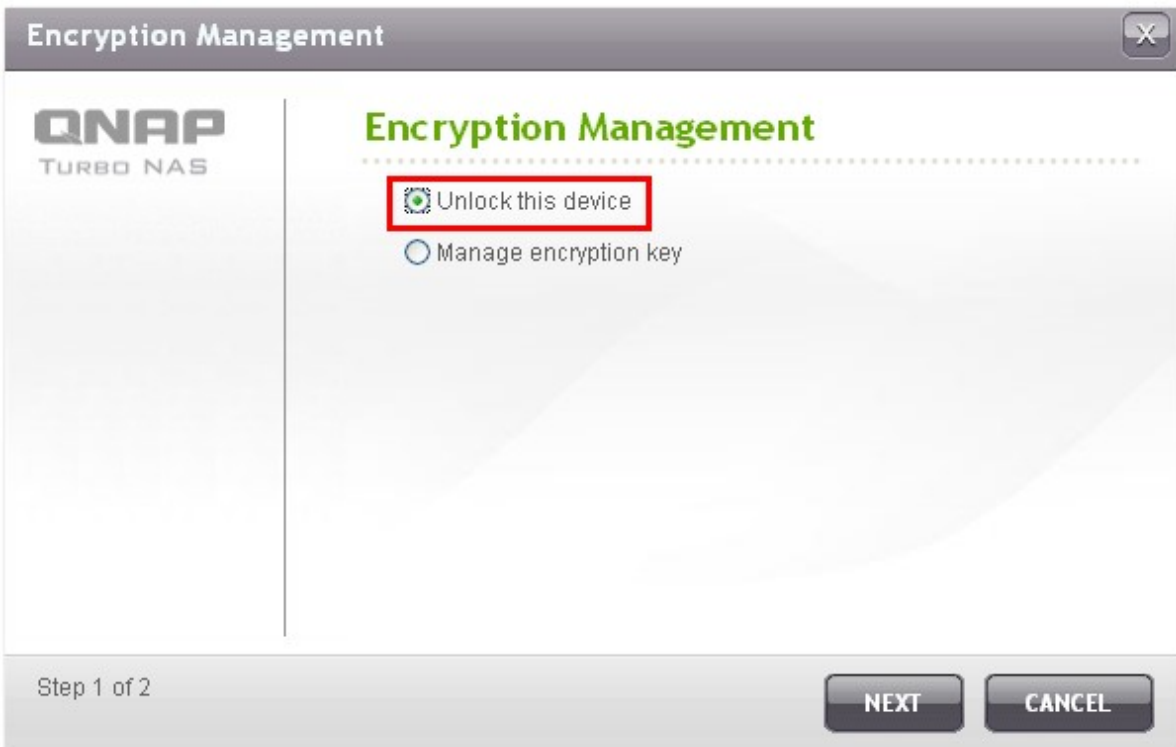 Encryption Management
X
QNAP
TURBO NAS
Encryption Management
Unlock this device
Manage encryption key
Step 1 of 2
NEXT
CANCEL